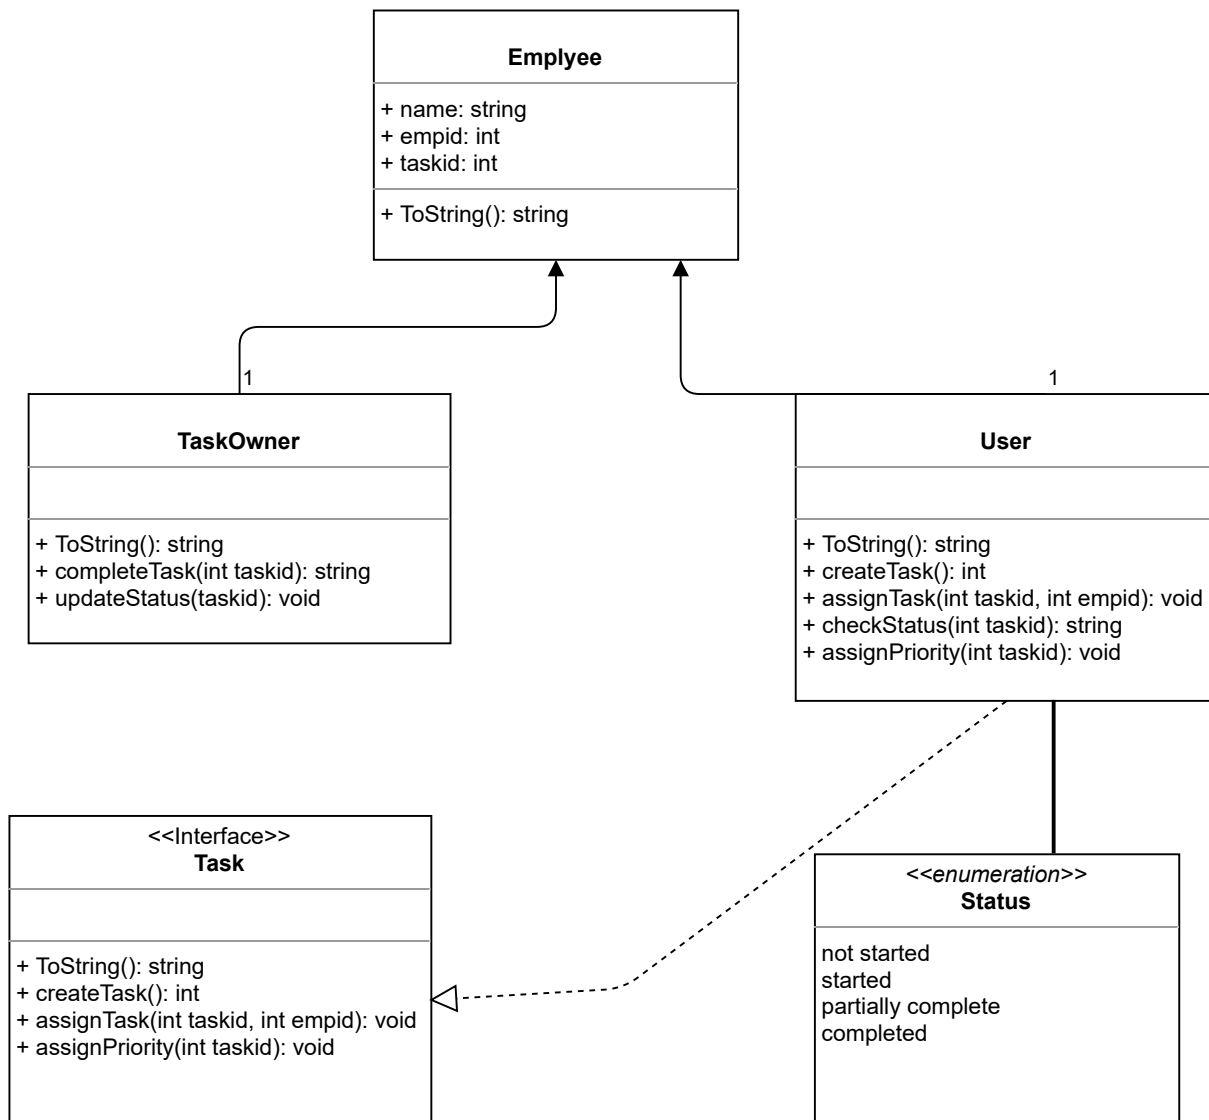 Emplyee
+ name: string
+ empid: int
+ taskid: int
+ ToString(): string
1
1
TaskOwner
+ ToString(): string
+ completeTask(int taskid): string
+ updateStatus(taskid): void
User
+ ToString(): string
+ createTask(): int
+ assignTask(int taskid, int empid): void
+ checkStatus(int taskid): string
+ assignPriority(int taskid): void
<<Interface>>
Task
+ ToString(): string
+ createTask(): int
+ assignTask(int taskid, int empid): void
+ assignPriority(int taskid): void
<<enumeration>>
Status
not started
started
partially complete
completed